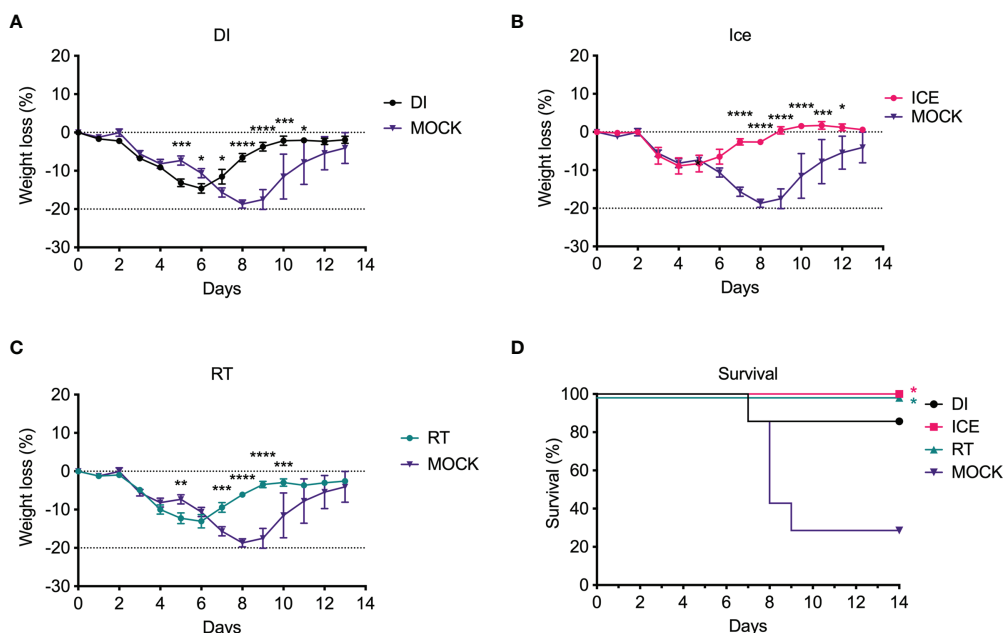 A
DI
Weight loss (%)
20
10
0
-10
-20
-30
*** * * **** **** *** *
DI
MOCK
0 2 4 6 8 10 12 14
Days
B
Ice
Weight loss (%)
20
10
0
-10
-20
-30
**** **** **** **** *** *
ICE
MOCK
0 2 4 6 8 10 12 14
Days
C
RT
Weight loss (%)
20
10
0
-10
-20
-30
** *** **** **** ***
RT
MOCK
0 2 4 6 8 10 12 14
Days
D
Survival
Survival (%)
100
80
60
40
20
0
*
*
DI
ICE
RT
MOCK
0 2 4 6 8 10 12 14
Days